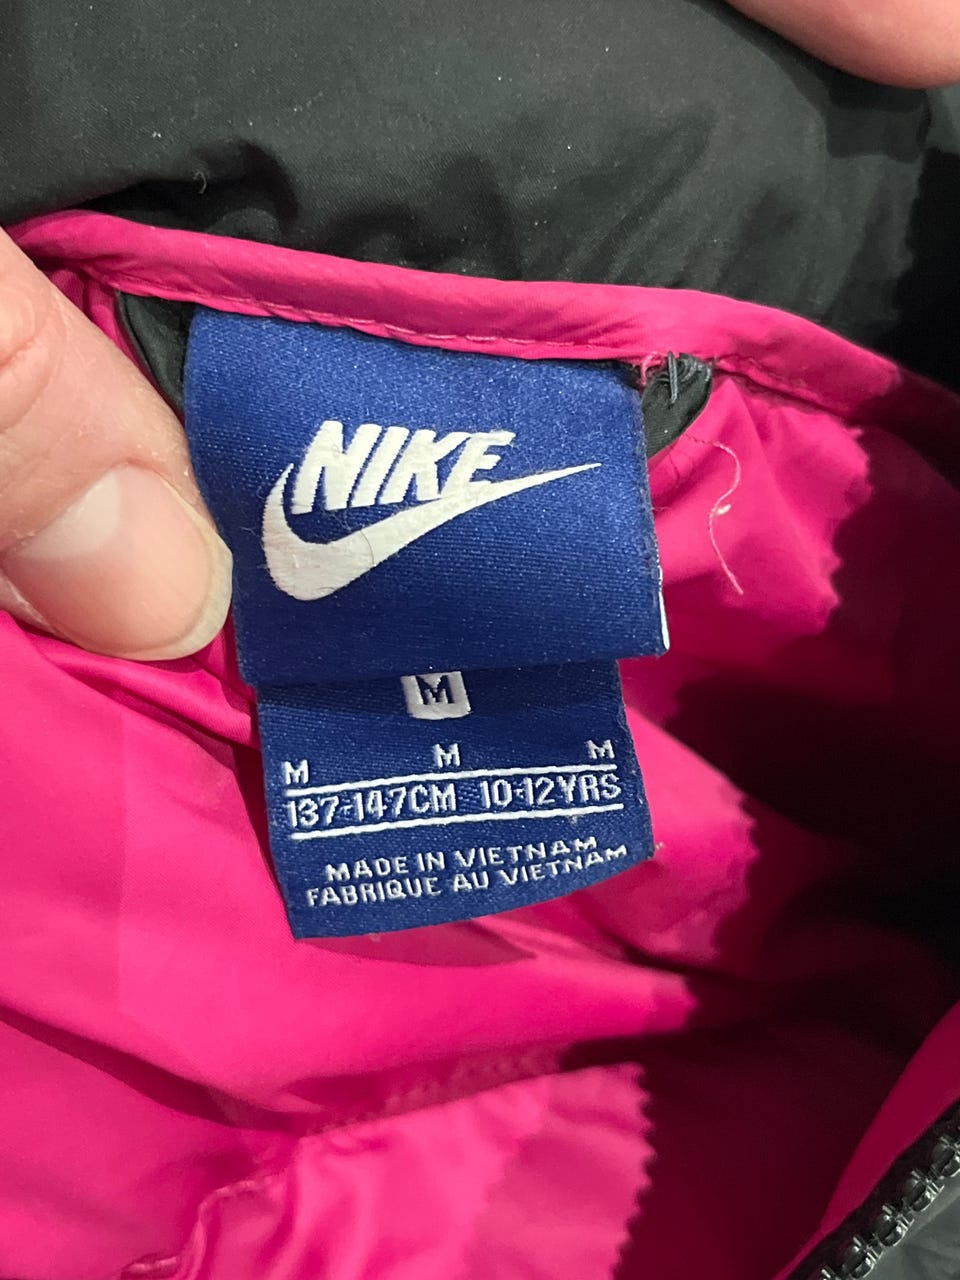 NIKE
M
M M M
137-147CM 10-12YRS
MADE IN VIETNAM
FABRIQUE AU VIETNAM